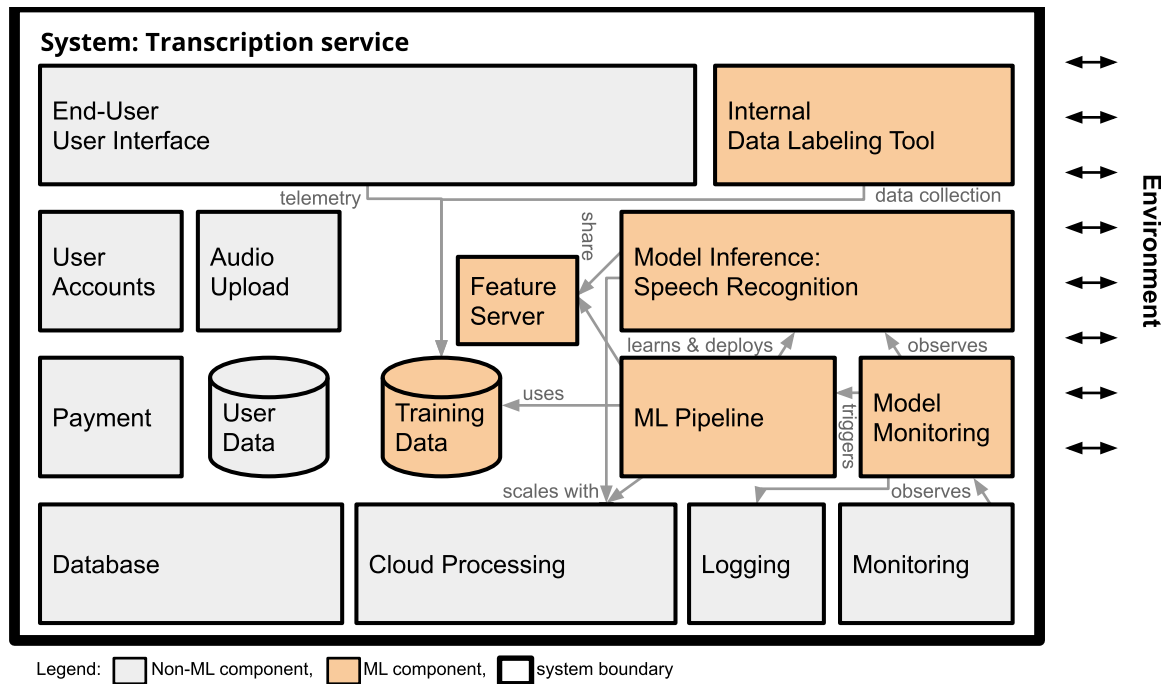 System: Transcription service
End-User
User Interface
Internal
Data Labeling Tool
telemetry
data collection
User
Accounts
Audio
Upload
Feature
Server
share
Model Inference:
Speech Recognition
learns & deploys
observes
Payment
User
Data
Training
Data
uses
ML Pipeline
triggers
Model
Monitoring
scales with
observes
Database
Cloud Processing
Logging
Monitoring
Environment
Legend:
Non-ML component,
ML component,
system boundary